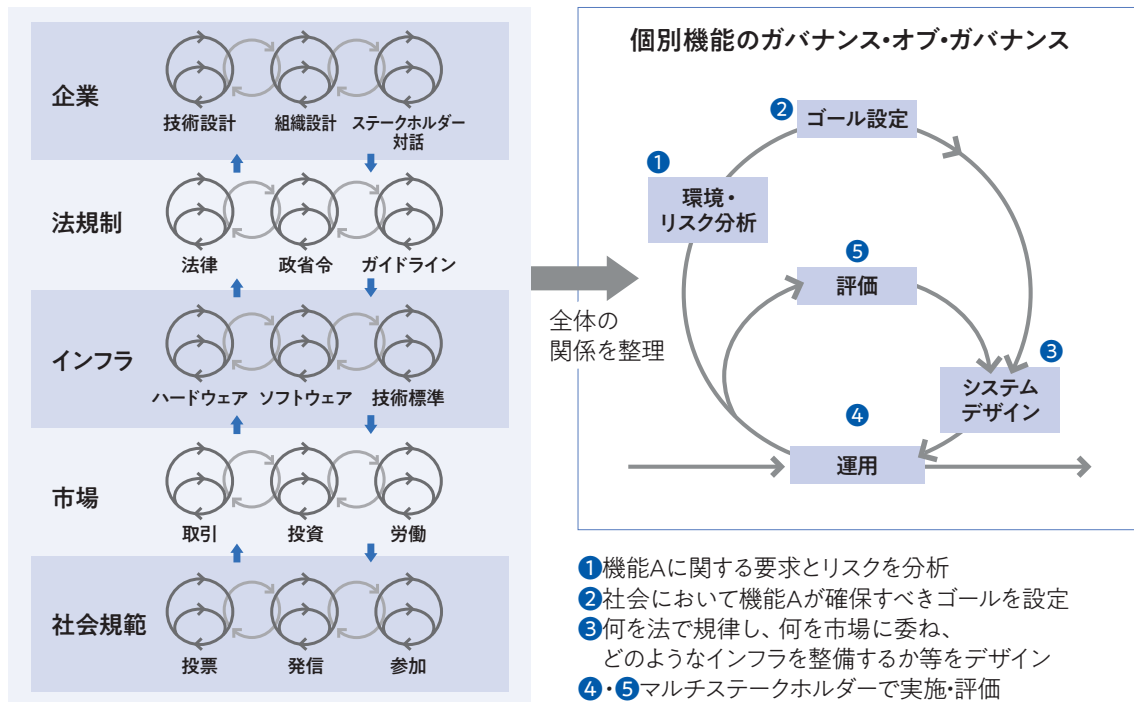 企業
技術設計
組織設計
ステークホルダー
対話
法規制
法律
政省令
ガイドライン
インフラ
ハードウェア
ソフトウェア
技術標準
市場
取引
投資
労働
社会規範
投票
発信
参加
全体の
関係を整理
個別機能のガバナンス・オブ・ガバナンス
❷
ゴール設定
❶
環境・
リスク分析
❺
評価
❸
システム
デザイン
❹
運用
❶機能Aに関する要求とリスクを分析
❷社会において機能Aが確保すべきゴールを設定
❸何を法で規律し、何を市場に委ね、
どのようなインフラを整備するか等をデザイン
❹・❺マルチステークホルダーで実施・評価